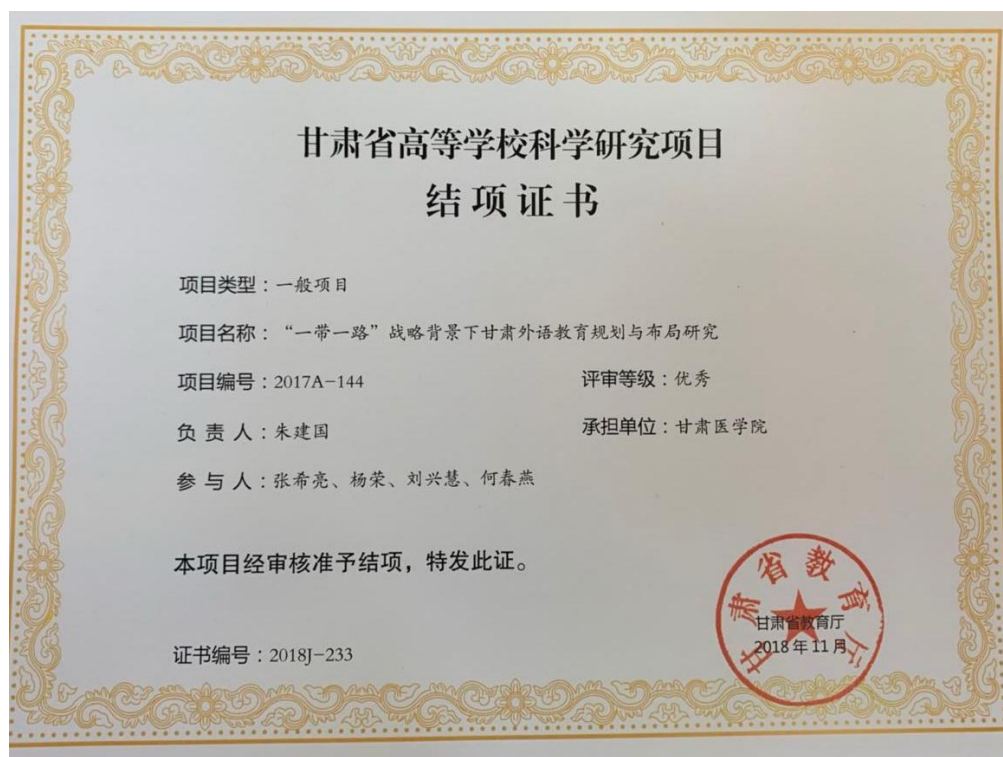 甘肃省高等学校科学研究项目
结项证书
项目类型：一般项目
项目名称：“一带一路”战略背景下甘肃外语教育规划与布局研究
项目编号：2017A-144 评审等级：优秀
负 责 人：朱建国 承担单位：甘肃医学院
参 与 人：张希亮、杨荣、刘兴慧、何春燕
本项目经审核准予结项，特发此证。
甘肃省教育厅
甘肃省教育厅
2018 年 11 月
证书编号：2018J-233